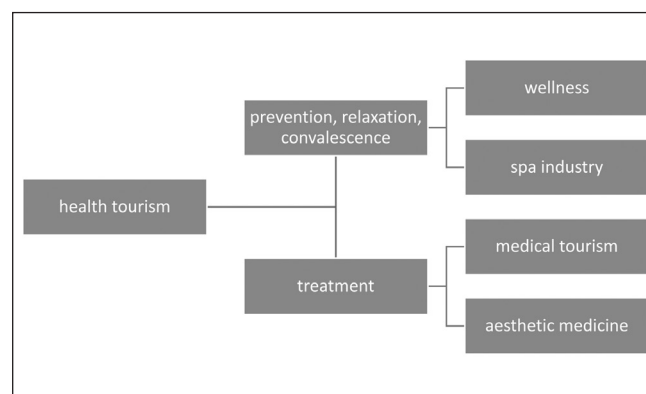 health tourism
prevention, relaxation,
convalescence
wellness
spa industry
treatment
medical tourism
aesthetic medicine